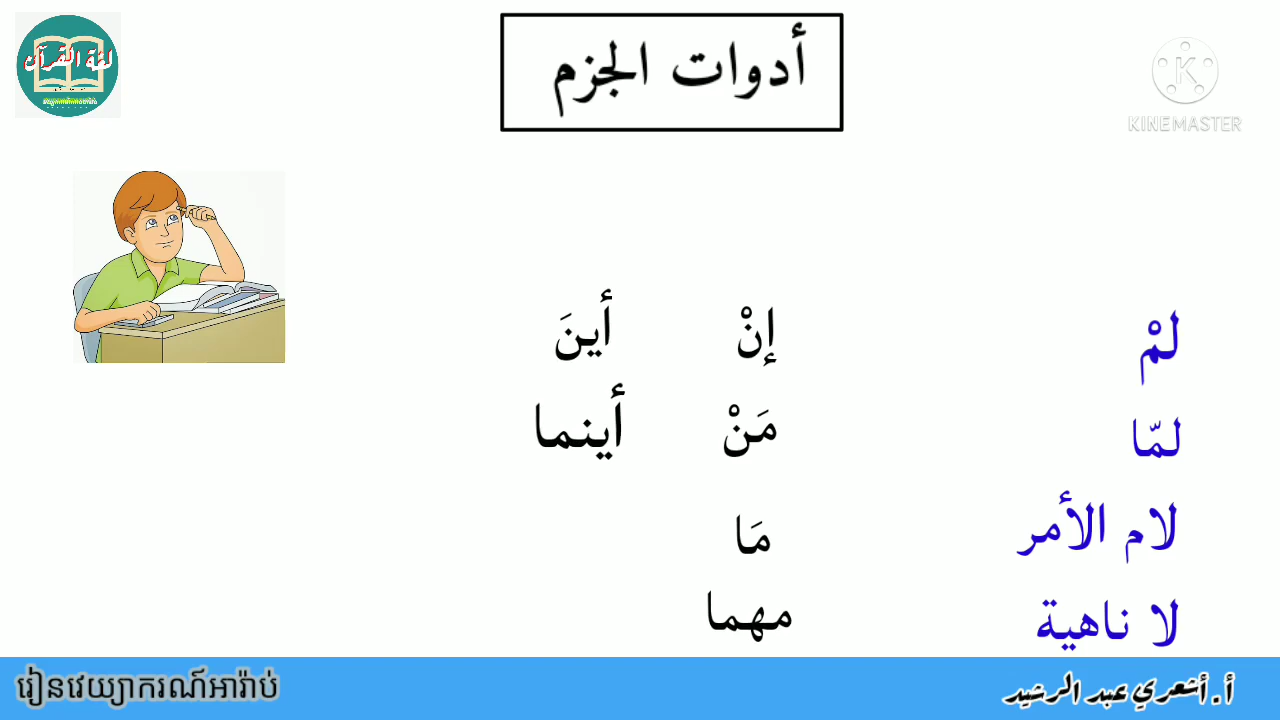 أدوات الجزم
لغة القرآن
KINEMASTER
لمْ
إنْ
أينَ
لمّا
مَنْ
أينما
لام الأمر
مَا
لا ناهية
مهما
រៀនវេយ្យាករណ៍អារ៉ាប់
أ. أشعري عبد الرشيد